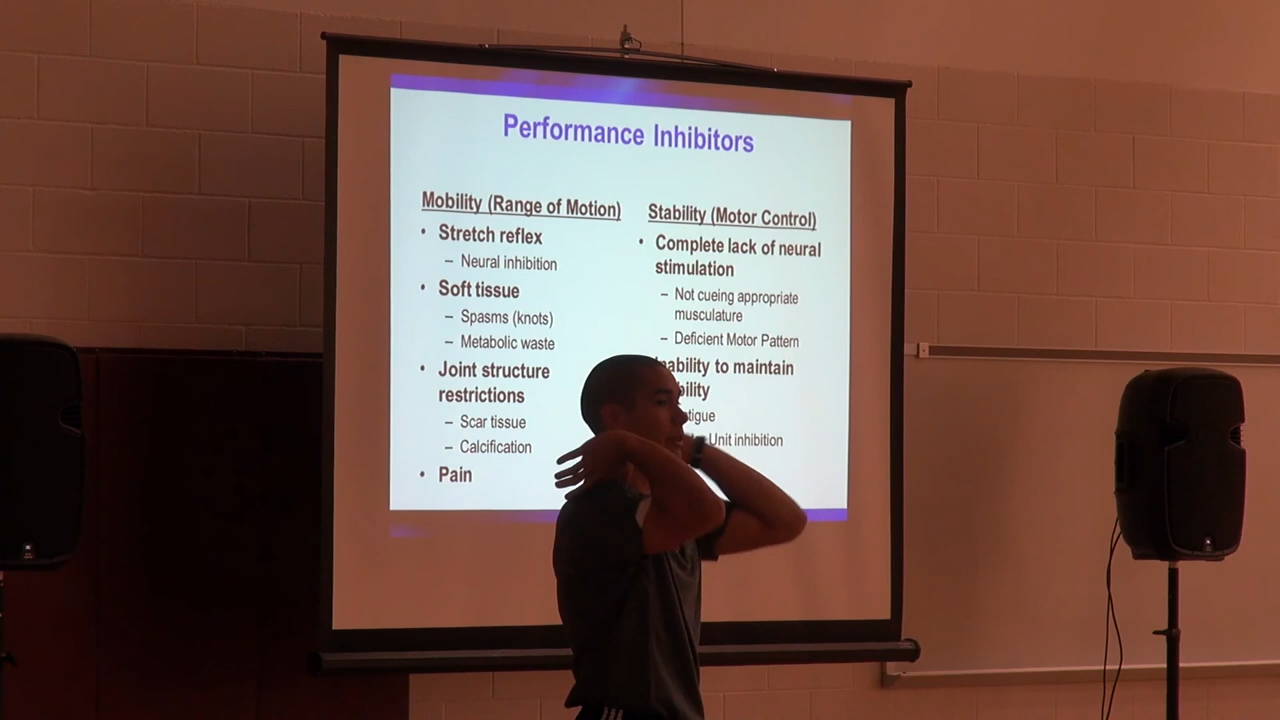 Performance Inhibitors
Mobility (Range of Motion)
• Stretch reflex
– Neural inhibition
• Soft tissue
– Spasms (knots)
– Metabolic waste
• Joint structure
restrictions
– Scar tissue
– Calcification
• Pain
Stability (Motor Control)
• Complete lack of neural
stimulation
– Not cueing appropriate
musculature
– Deficient Motor Pattern
to maintain
Unit inhibition